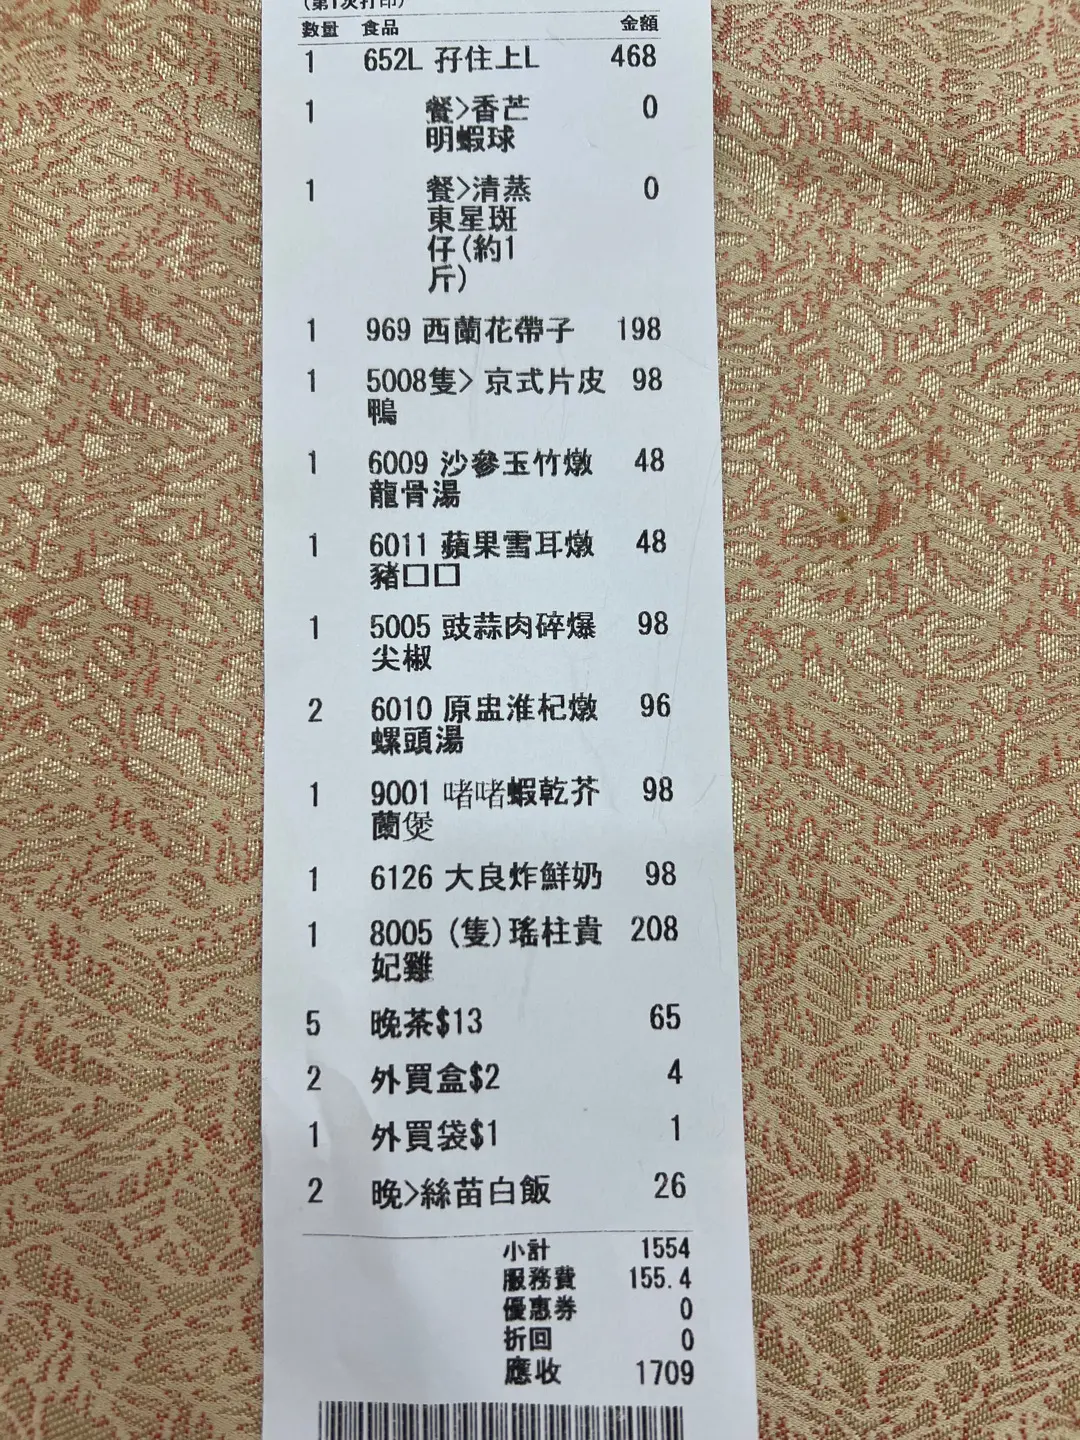 (第1次打印)
數量 食品 金額
1 652L 孖住上L 468
1 餐>香芒 0
明蝦球
1 餐>清蒸 0
東星斑
仔(約1
斤)
1 969 西蘭花帶子 198
1 5008隻> 京式片皮 98
鴨
1 6009 沙參玉竹燉 48
龍骨湯
1 6011 蘋果雪耳燉 48
豬口口
1 5005 豉蒜肉碎爆 98
尖椒
2 6010 原盅淮杞燉 96
螺頭湯
1 9001 啫啫蝦乾芥 98
蘭煲
1 6126 大良炸鮮奶 98
1 8005 (隻)瑤柱貴 208
妃雞
5 晚茶$13 65
2 外買盒$2 4
1 外買袋$1 1
2 晚>絲苗白飯 26
小計 1554
服務費 155.4
優惠券 0
折回 0
應收 1709